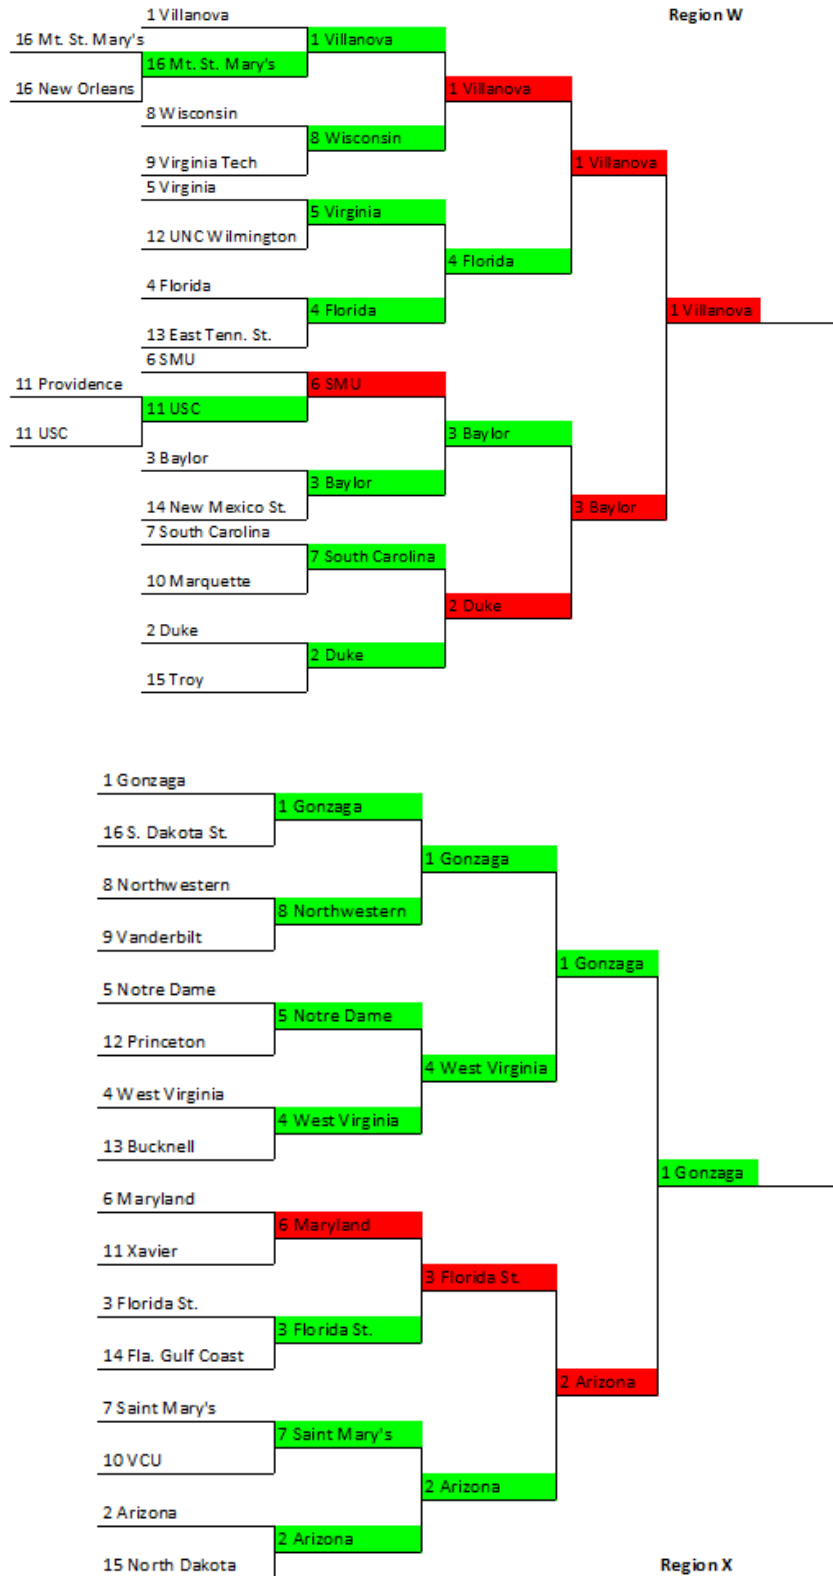 1 Villanova
Region W
16 Mt. St. Mary's
1 Villanova
16 Mt. St. Mary's
16 New Orleans
1 Villanova
8 Wisconsin
8 Wisconsin
9 Virginia Tech
1 Villanova
5 Virginia
5 Virginia
12 UNC Wilmington
4 Florida
4 Florida
4 Florida
1 Villanova
13 East Tenn. St.
6 SMU
11 Providence
6 SMU
11 USC
11 USC
3 Baylor
3 Baylor
3 Baylor
14 New Mexico St.
3 Baylor
7 South Carolina
7 South Carolina
10 Marquette
2 Duke
2 Duke
2 Duke
15 Troy
1 Gonzaga
1 Gonzaga
16 S. Dakota St.
1 Gonzaga
8 Northwestern
8 Northwestern
9 Vanderbilt
1 Gonzaga
5 Notre Dame
5 Notre Dame
12 Princeton
4 West Virginia
4 West Virginia
4 West Virginia
13 Bucknell
1 Gonzaga
6 Maryland
6 Maryland
11 Xavier
3 Florida St.
3 Florida St.
3 Florida St.
14 Fla. Gulf Coast
2 Arizona
7 Saint Mary's
7 Saint Mary's
10 VCU
2 Arizona
2 Arizona
2 Arizona
15 North Dakota
Region X